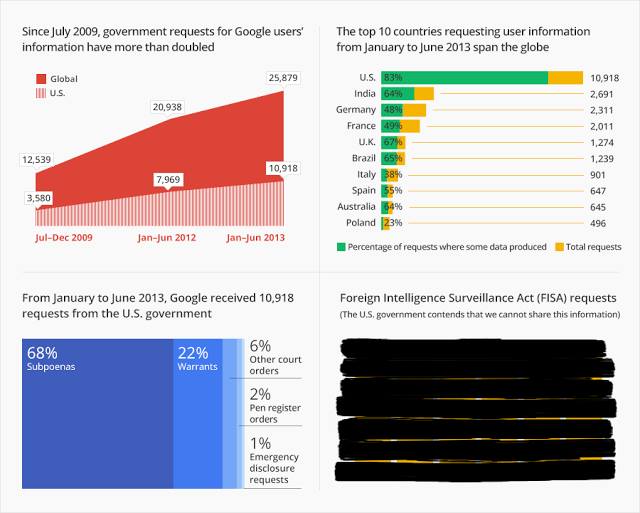 Since July 2009, government requests for Google users'
information have more than doubled
Global
U.S.
25,879
20,938
12,539
10,918
7,969
3,580
Jul–Dec 2009
Jan–Jun 2012
Jan–Jun 2013
The top 10 countries requesting user information
from January to June 2013 span the globe
U.S. 83% 10,918
India 64% 2,691
Germany 48% 2,311
France 49% 2,011
U.K. 67% 1,274
Brazil 65% 1,239
Italy 38% 901
Spain 55% 647
Australia 64% 645
Poland 23% 496
Percentage of requests where some data produced
Total requests
From January to June 2013, Google received 10,918
requests from the U.S. government
68%
Subpoenas
22%
Warrants
6%
Other court
orders
2%
Pen register
orders
1%
Emergency
disclosure
requests
Foreign Intelligence Surveillance Act (FISA) requests
(The U.S. government contends that we cannot share this information)